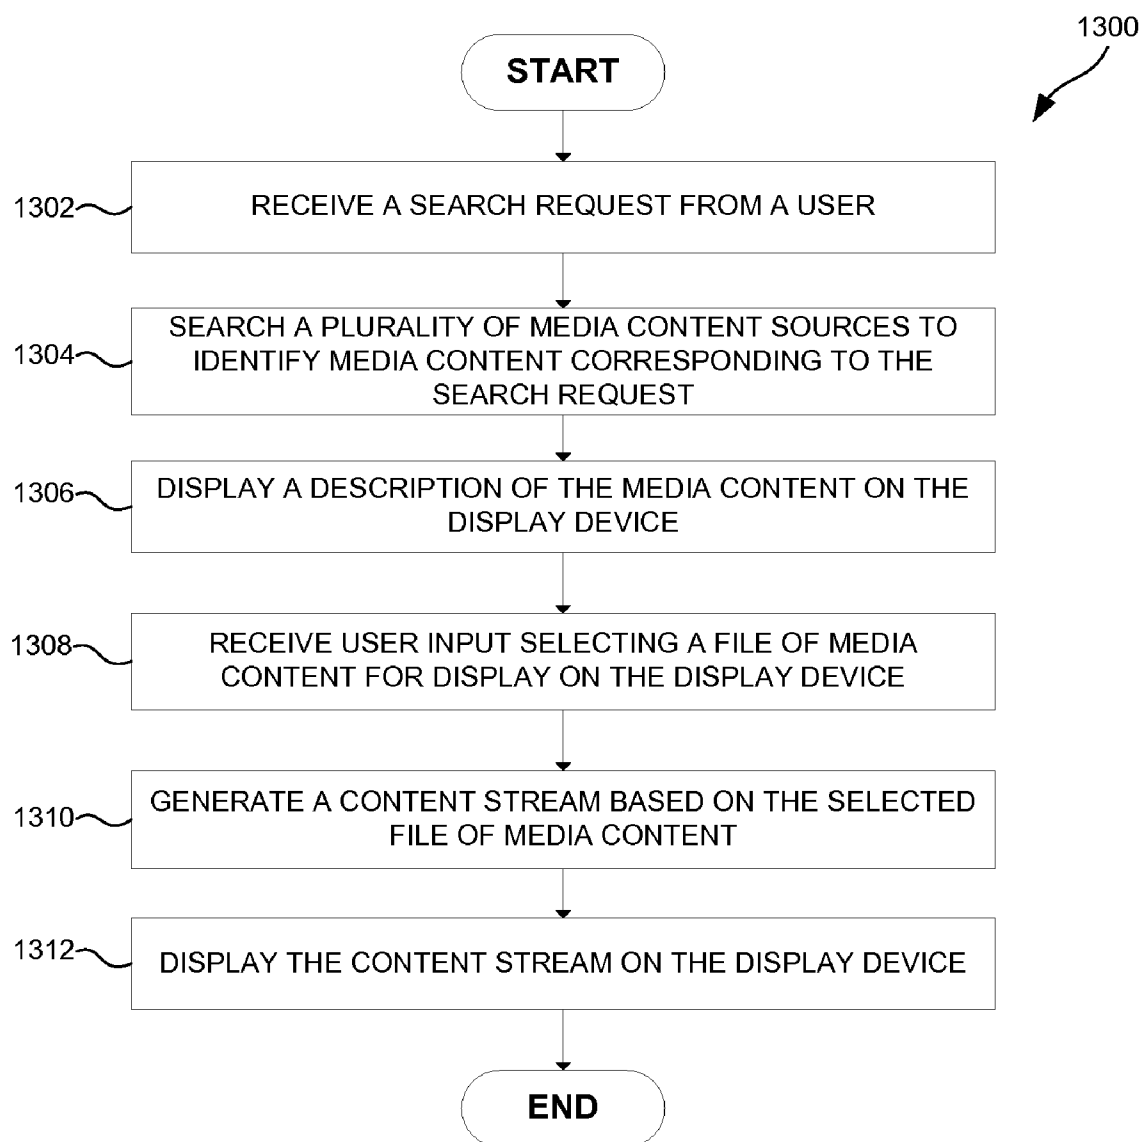 1300
START
1302
RECEIVE A SEARCH REQUEST FROM A USER
1304
SEARCH A PLURALITY OF MEDIA CONTENT SOURCES TO
IDENTIFY MEDIA CONTENT CORRESPONDING TO THE
SEARCH REQUEST
1306
DISPLAY A DESCRIPTION OF THE MEDIA CONTENT ON THE
DISPLAY DEVICE
1308
RECEIVE USER INPUT SELECTING A FILE OF MEDIA
CONTENT FOR DISPLAY ON THE DISPLAY DEVICE
1310
GENERATE A CONTENT STREAM BASED ON THE SELECTED
FILE OF MEDIA CONTENT
1312
DISPLAY THE CONTENT STREAM ON THE DISPLAY DEVICE
END